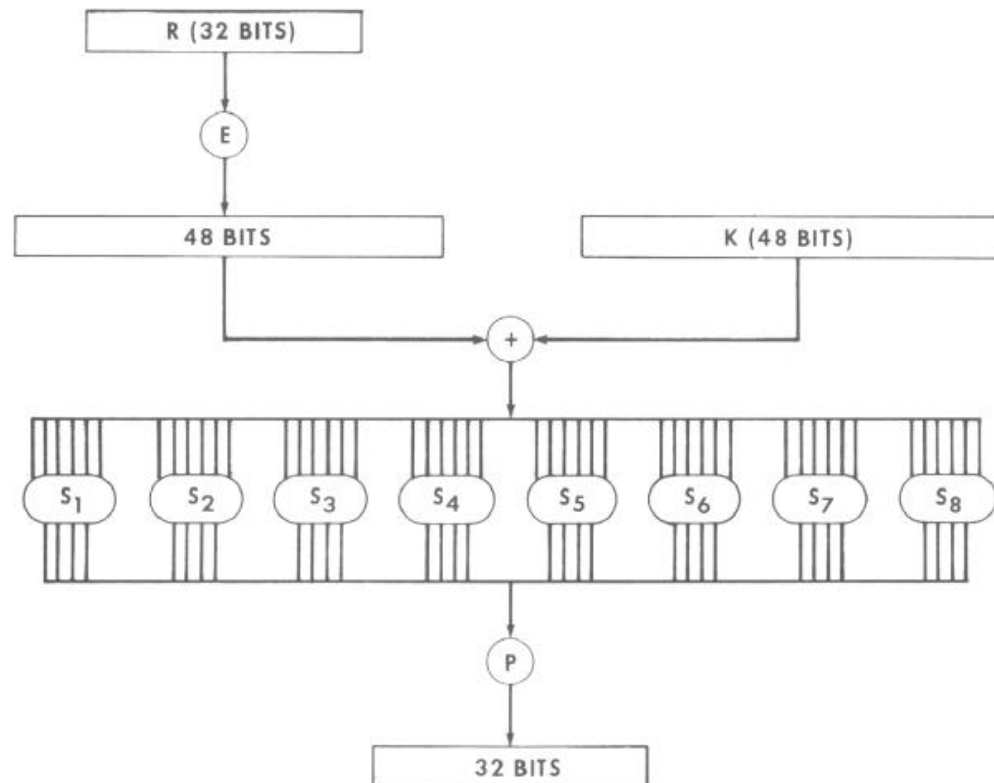 R (32 BITS)
E
48 BITS
K (48 BITS)
+
S1 S2 S3 S4 S5 S6 S7 S8
P
32 BITS